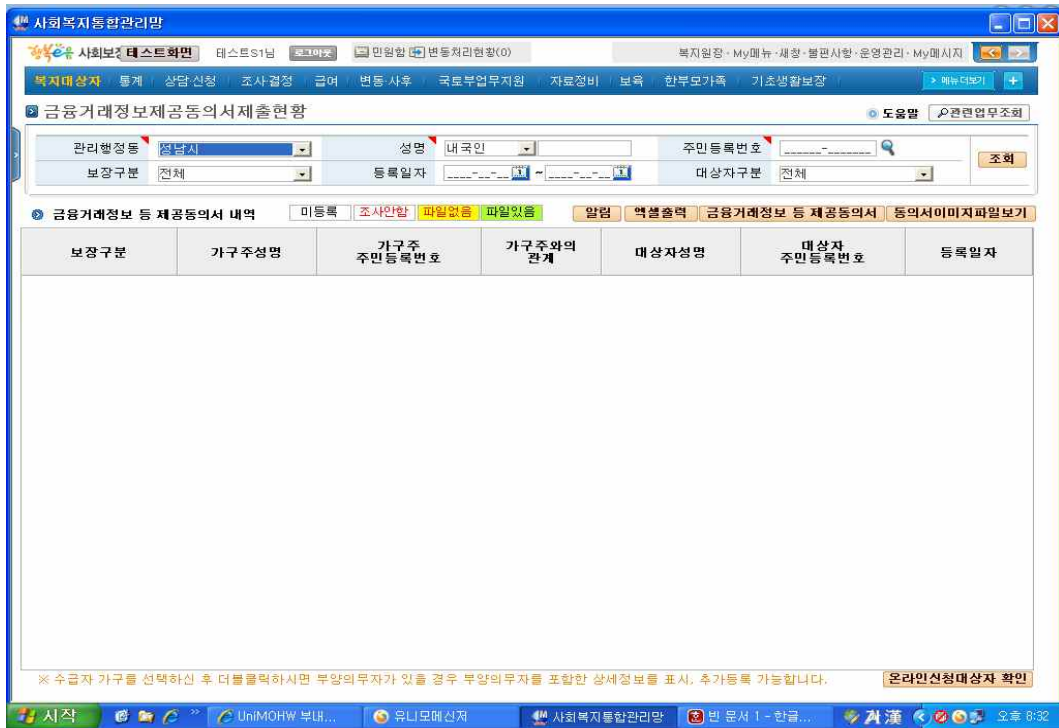 사회복지통합관리망
행복e음 사회보장 테스트화면 테스트S1님 로그아웃 민원함 변동처리현황(0) 복지원장 · My메뉴 · 새창 · 불편사항 · 운영관리 · My메시지
복지대상자 통계 상담·신청 조사·결정 급여 변동·사후 국토부업무지원 자료정비 보육 한부모가족 기초생활보장 > 메뉴더보기 +
금융거래정보제공동의서제출현황 도움말 관련업무조회
관리행정동 성남시 성명 내국인 주민등록번호 ______-_______ 조회
보장구분 전체 등록일자 ____-__-__ ~ ____-__-__ 대상자구분 전체
금융거래정보 등 제공동의서 내역 미등록 조사안함 파일없음 파일있음 알림 엑셀출력 금융거래정보 등 제공동의서 동의서이미지파일보기
보장구분 가구주성명 가구주 주민등록번호 가구주와의 관계 대상자성명 대상자 주민등록번호 등록일자
※ 수급자 가구를 선택하신 후 더블클릭하시면 부양의무자가 있을 경우 부양의무자를 포함한 상세정보를 표시, 추가등록 가능합니다. 온라인신청대상자 확인
시작 UniMOHW 부내... 유니모메신저 사회복지통합관리망 빈 문서 1 - 한글... 漢 오후 8:32